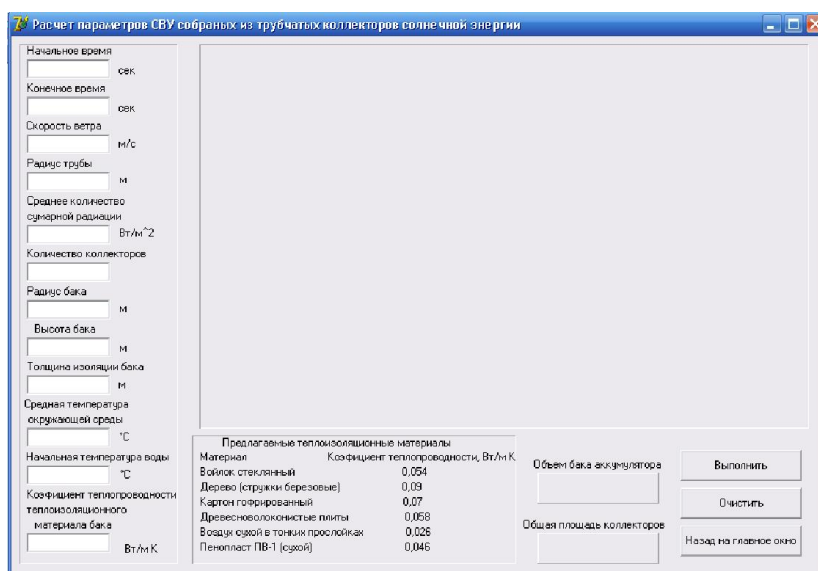 Расчет параметров СВУ собраных из трубчатых коллекторов солнечной энергии
Начальное время
сек
Конечное время
сек
Скорость ветра
м/с
Радиус трубы
м
Среднее количество
сумарной радиации
Вт/м^2
Количество коллекторов
Радиус бака
м
Высота бака
м
Толщина изоляции бака
м
Средная температура
окружающей среды
°C
Начальная температура воды
°C
Коэфициент теплопроводности
теплоизоляционного
материала бака
Вт/м К
Предлагаемые теплоизоляционные материалы
Материал Коэфициент теплопроводности, Вт/м К
Войлок стеклянный 0,054
Дерево (стружки березовые) 0,09
Картон гофрированный 0,07
Древесноволоконистые плиты 0,058
Воздух сухой в тонких прослойках 0,026
Пенопласт ПВ-1 (сухой) 0,046
Объем бака аккумулятора
Общая площадь коллекторов
Выполнить
Очистить
Назад на главное окно